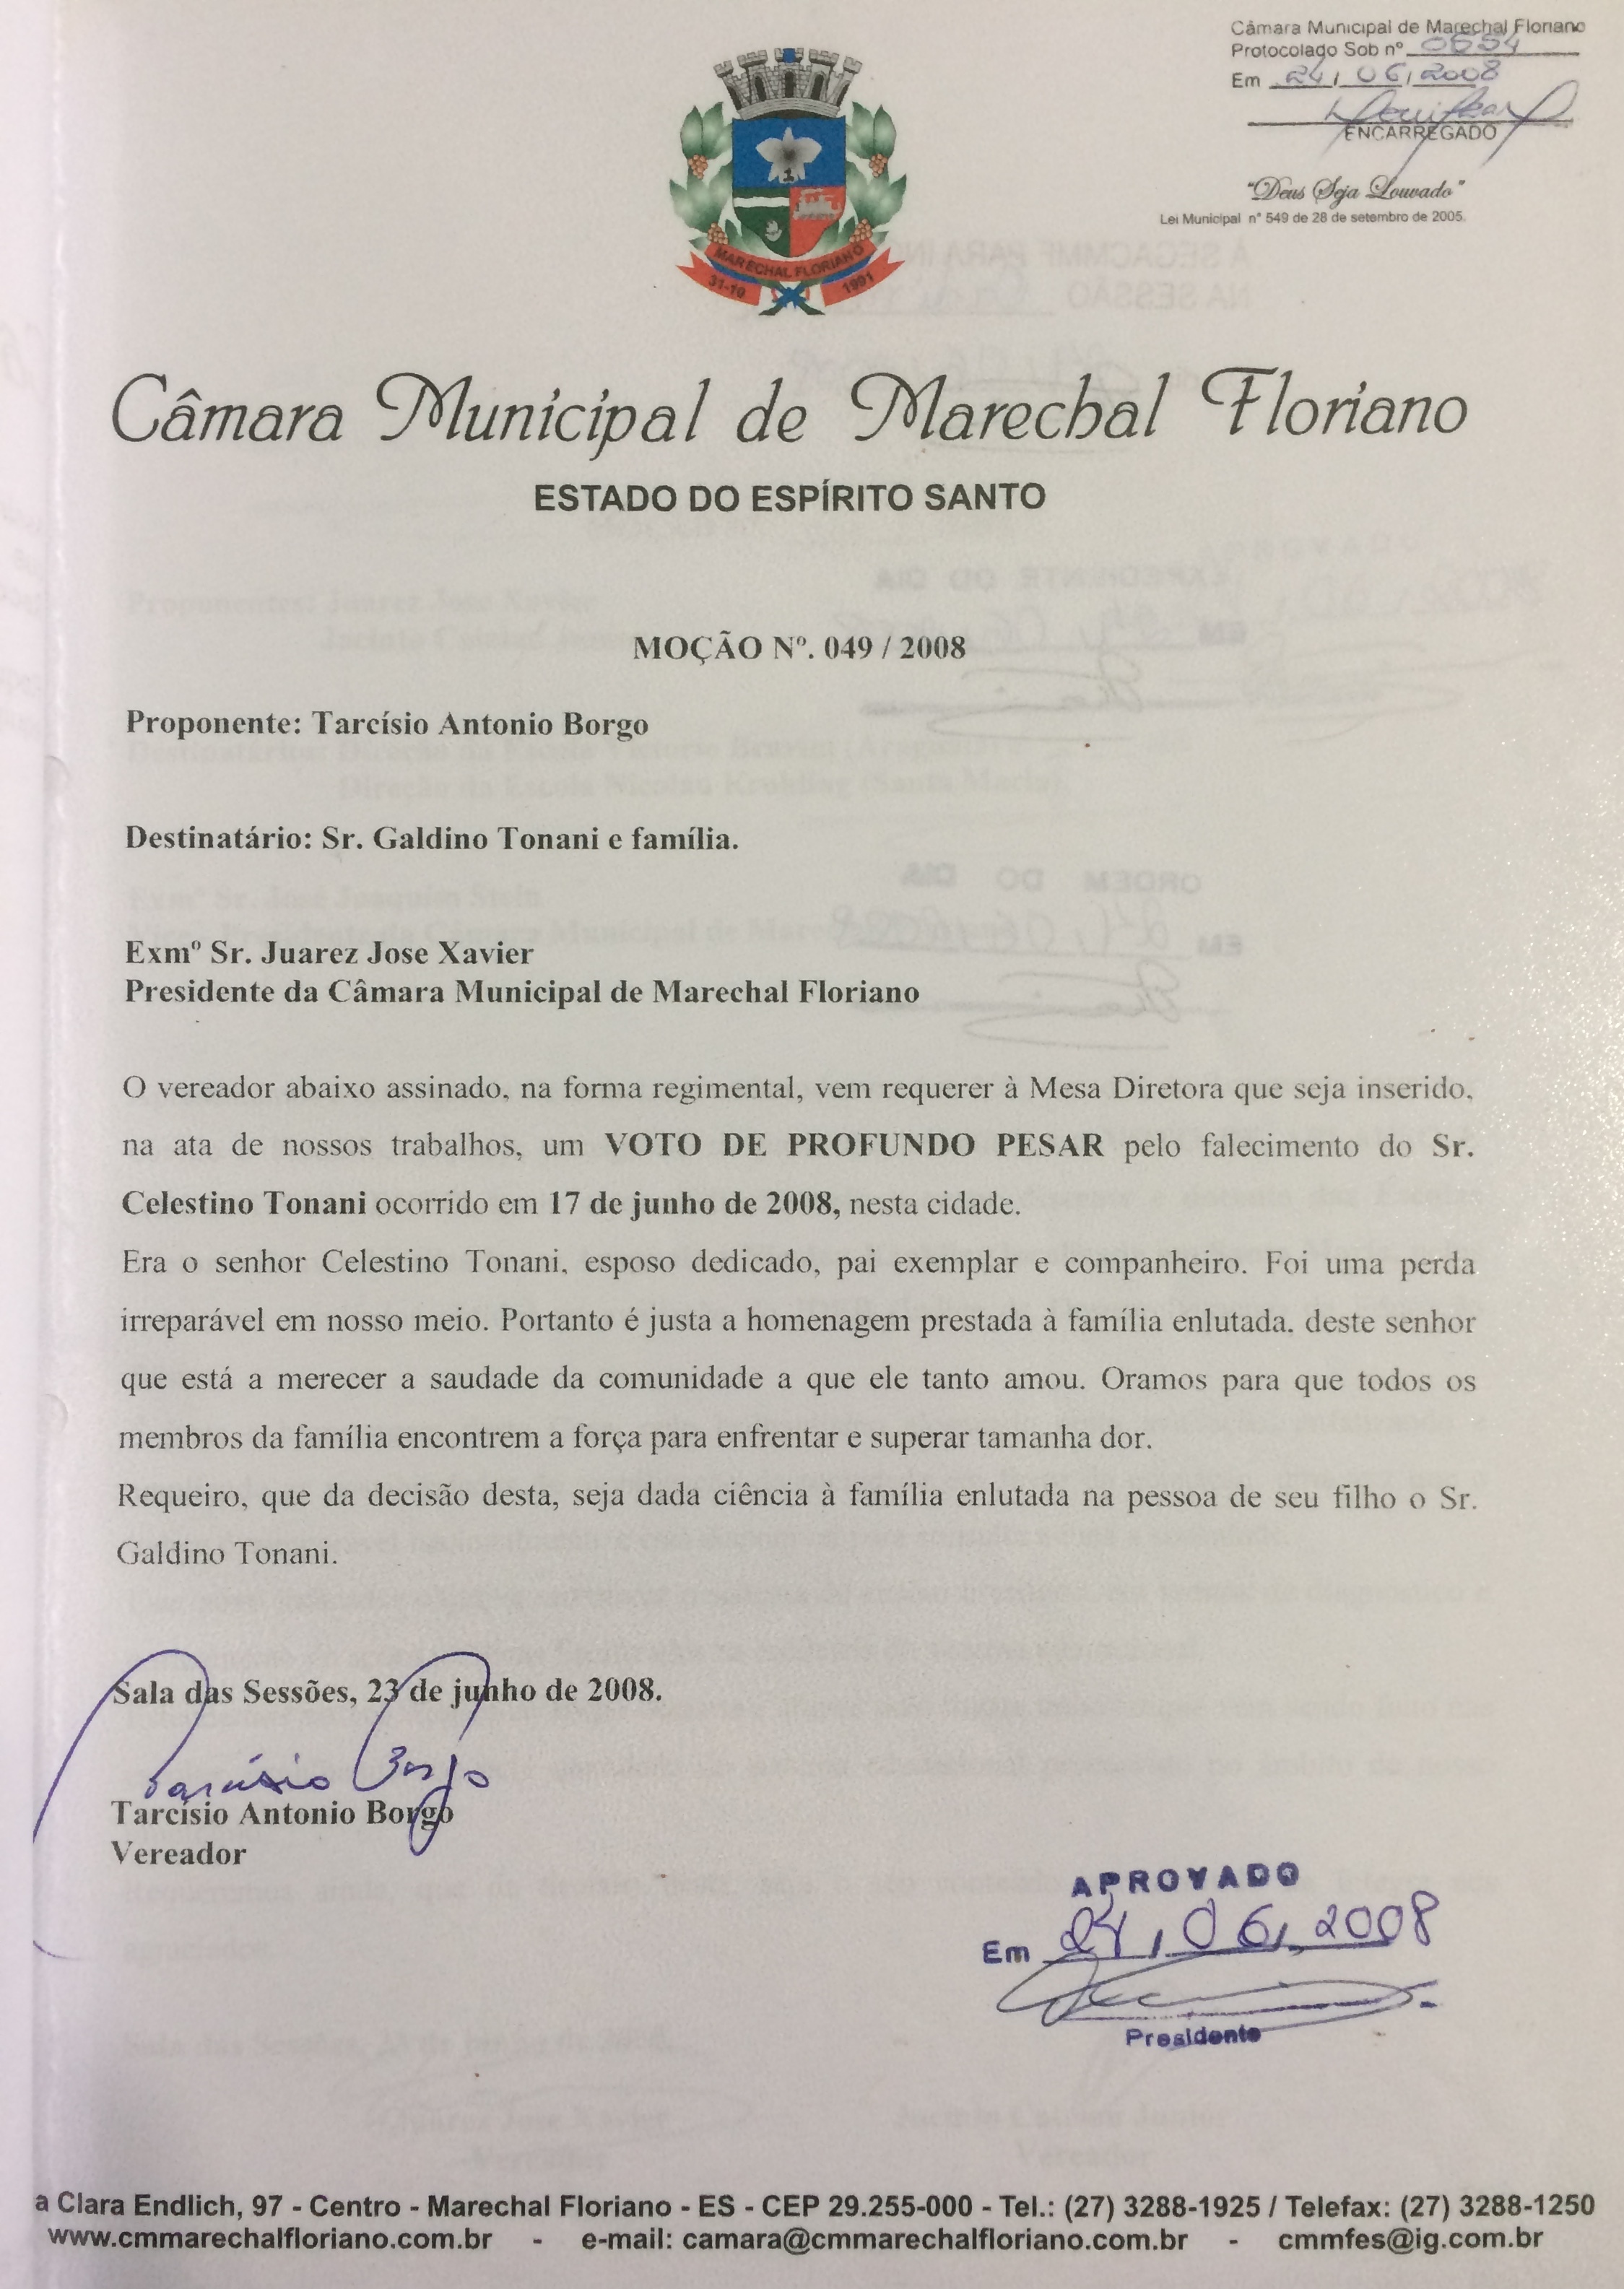 Câmara Municipal de Marechal Floriano
Protocolado Sob nº 0654
Em 24 / 06 / 2008
ENCARREGADO
"Deus Seja Louvado"
Lei Municipal nº 549 de 28 de setembro de 2005.
MARECHAL FLORIANO
31-10 1991
Câmara Municipal de Marechal Floriano
ESTADO DO ESPÍRITO SANTO
MOÇÃO Nº. 049 / 2008
Proponente: Tarcísio Antonio Borgo
Destinatário: Sr. Galdino Tonani e família.
Exmº Sr. Juarez Jose Xavier
Presidente da Câmara Municipal de Marechal Floriano
O vereador abaixo assinado, na forma regimental, vem requerer à Mesa Diretora que seja inserido,
na ata de nossos trabalhos, um VOTO DE PROFUNDO PESAR pelo falecimento do Sr.
Celestino Tonani ocorrido em 17 de junho de 2008, nesta cidade.
Era o senhor Celestino Tonani, esposo dedicado, pai exemplar e companheiro. Foi uma perda
irreparável em nosso meio. Portanto é justa a homenagem prestada à família enlutada, deste senhor
que está a merecer a saudade da comunidade a que ele tanto amou. Oramos para que todos os
membros da família encontrem a força para enfrentar e superar tamanha dor.
Requeiro, que da decisão desta, seja dada ciência à família enlutada na pessoa de seu filho o Sr.
Galdino Tonani.
Sala das Sessões, 23 de junho de 2008.
Tarcísio Borgo
Tarcísio Antonio Borgo
Vereador
APROVADO
Em 24 / 06 / 2008
Presidente
a Clara Endlich, 97 - Centro - Marechal Floriano - ES - CEP 29.255-000 - Tel.: (27) 3288-1925 / Telefax: (27) 3288-1250
www.cmmarechalfloriano.com.br - e-mail: camara@cmmarechalfloriano.com.br - cmmfes@ig.com.br